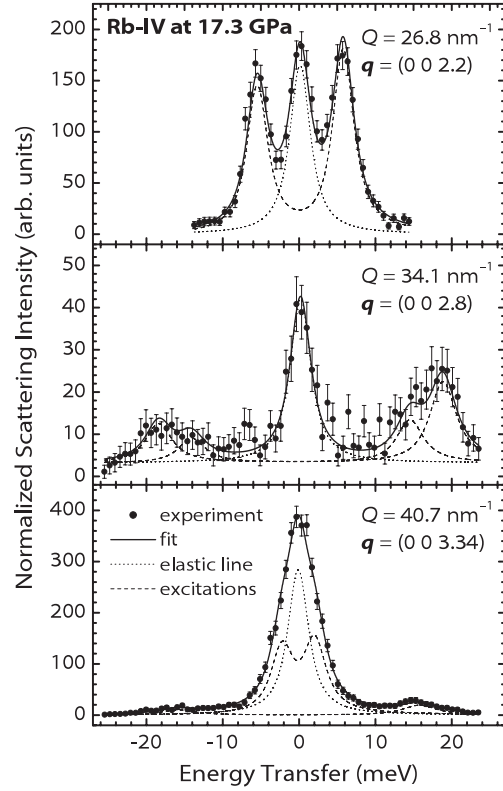 Rb-IV at 17.3 GPa
Q = 26.8 nm⁻¹
q = (0 0 2.2)
200
150
100
50
0
Q = 34.1 nm⁻¹
q = (0 0 2.8)
50
40
30
20
10
0
Q = 40.7 nm⁻¹
q = (0 0 3.34)
experiment
fit
elastic line
excitations
400
300
200
100
0
-20 -10 0 10 20
Energy Transfer (meV)
Normalized Scattering Intensity (arb. units)